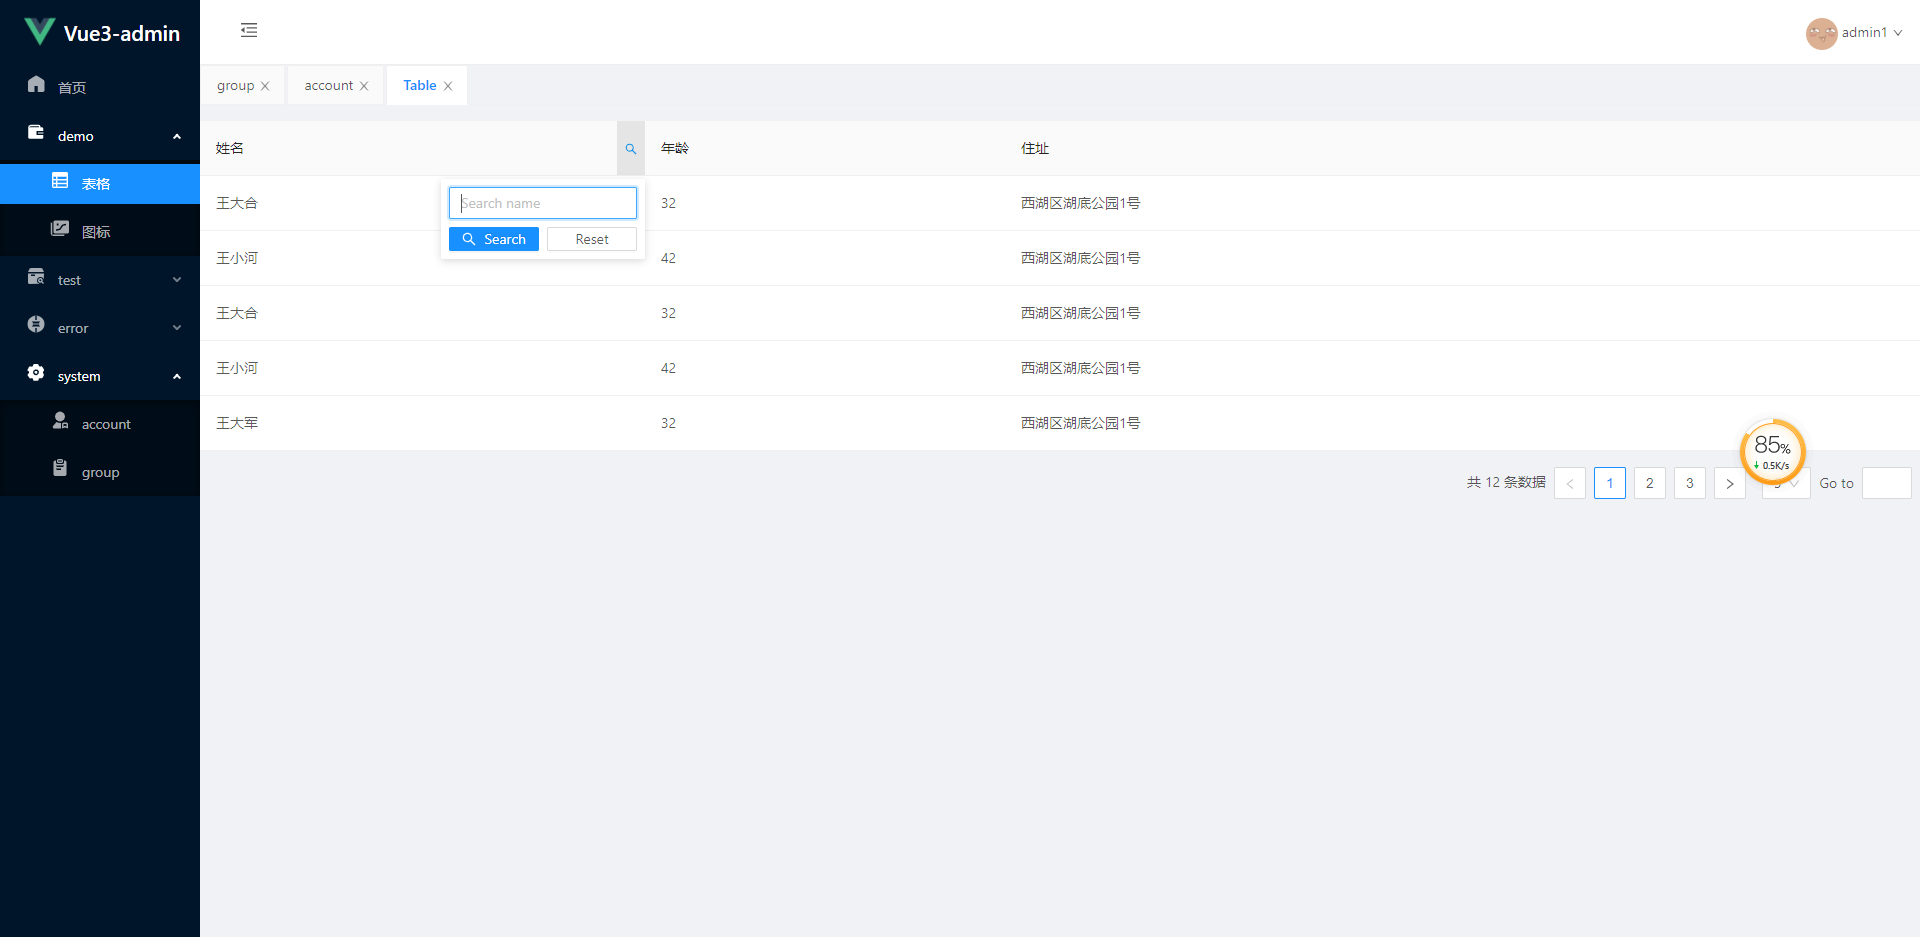 Vue3-admin
首页
demo
表格
图标
test
error
system
account
group
admin1
group
account
Table
姓名 年龄 住址
王大合 32 西湖区湖底公园1号
Search name
Search Reset
王小河 42 西湖区湖底公园1号
王大合 32 西湖区湖底公园1号
王小河 42 西湖区湖底公园1号
王大军 32 西湖区湖底公园1号
85%
0.5K/s
共 12 条数据 < 1 2 3 > Go to